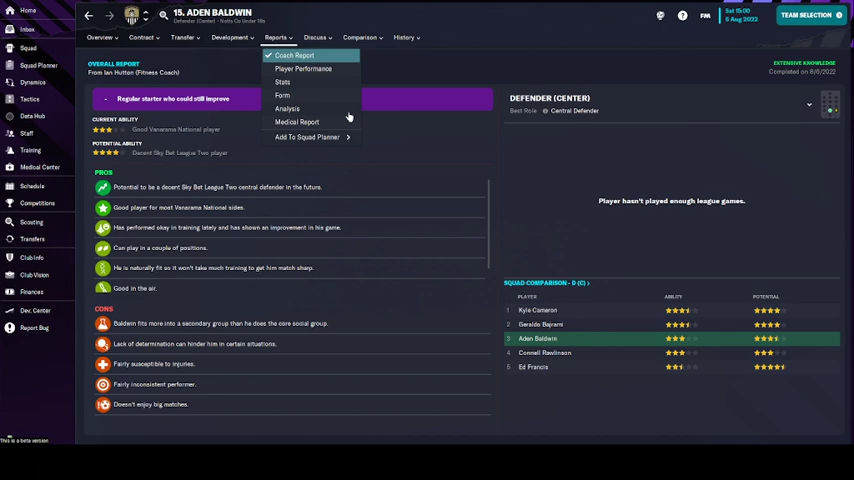 Home
Inbox
Squad
Squad Planner
Dynamics
Tactics
Data Hub
Staff
Training
Medical Center
Schedule
Competitions
Scouting
Transfers
Club Info
Club Vision
Finances
Dev. Center
Report Bug
This is a beta version
15. ADEN BALDWIN
Defender (Center) - Notts Co Under 18s
FM
Sat 15:00
6 Aug 2022
TEAM SELECTION
Overview
Contract
Transfer
Development
Reports
Discuss
Comparison
History
Coach Report
Player Performance
Stats
Form
Analysis
Medical Report
Add To Squad Planner
OVERALL REPORT
From Ian Hutton (Fitness Coach)
EXTENSIVE KNOWLEDGE
Completed on 8/6/2022
- Regular starter who could still improve
CURRENT ABILITY
Good Vanarama National player
POTENTIAL ABILITY
Decent Sky Bet League Two player
PROS
Potential to be a decent Sky Bet League Two central defender in the future.
Good player for most Vanarama National sides.
Has performed okay in training lately and has shown an improvement in his game.
Can play in a couple of positions.
He is naturally fit so it won't take much training to get him match sharp.
Good in the air.
CONS
Baldwin fits more into a secondary group than he does the core social group.
Lack of determination can hinder him in certain situations.
Fairly susceptible to injuries.
Fairly inconsistent performer.
Doesn't enjoy big matches.
DEFENDER (CENTER)
Best Role Central Defender
Player hasn't played enough league games.
SQUAD COMPARISON - D (C) >
PLAYER ABILITY POTENTIAL
1 Kyle Cameron
2 Geraldo Bajrami
3 Aden Baldwin
4 Connell Rawlinson
5 Ed Francis